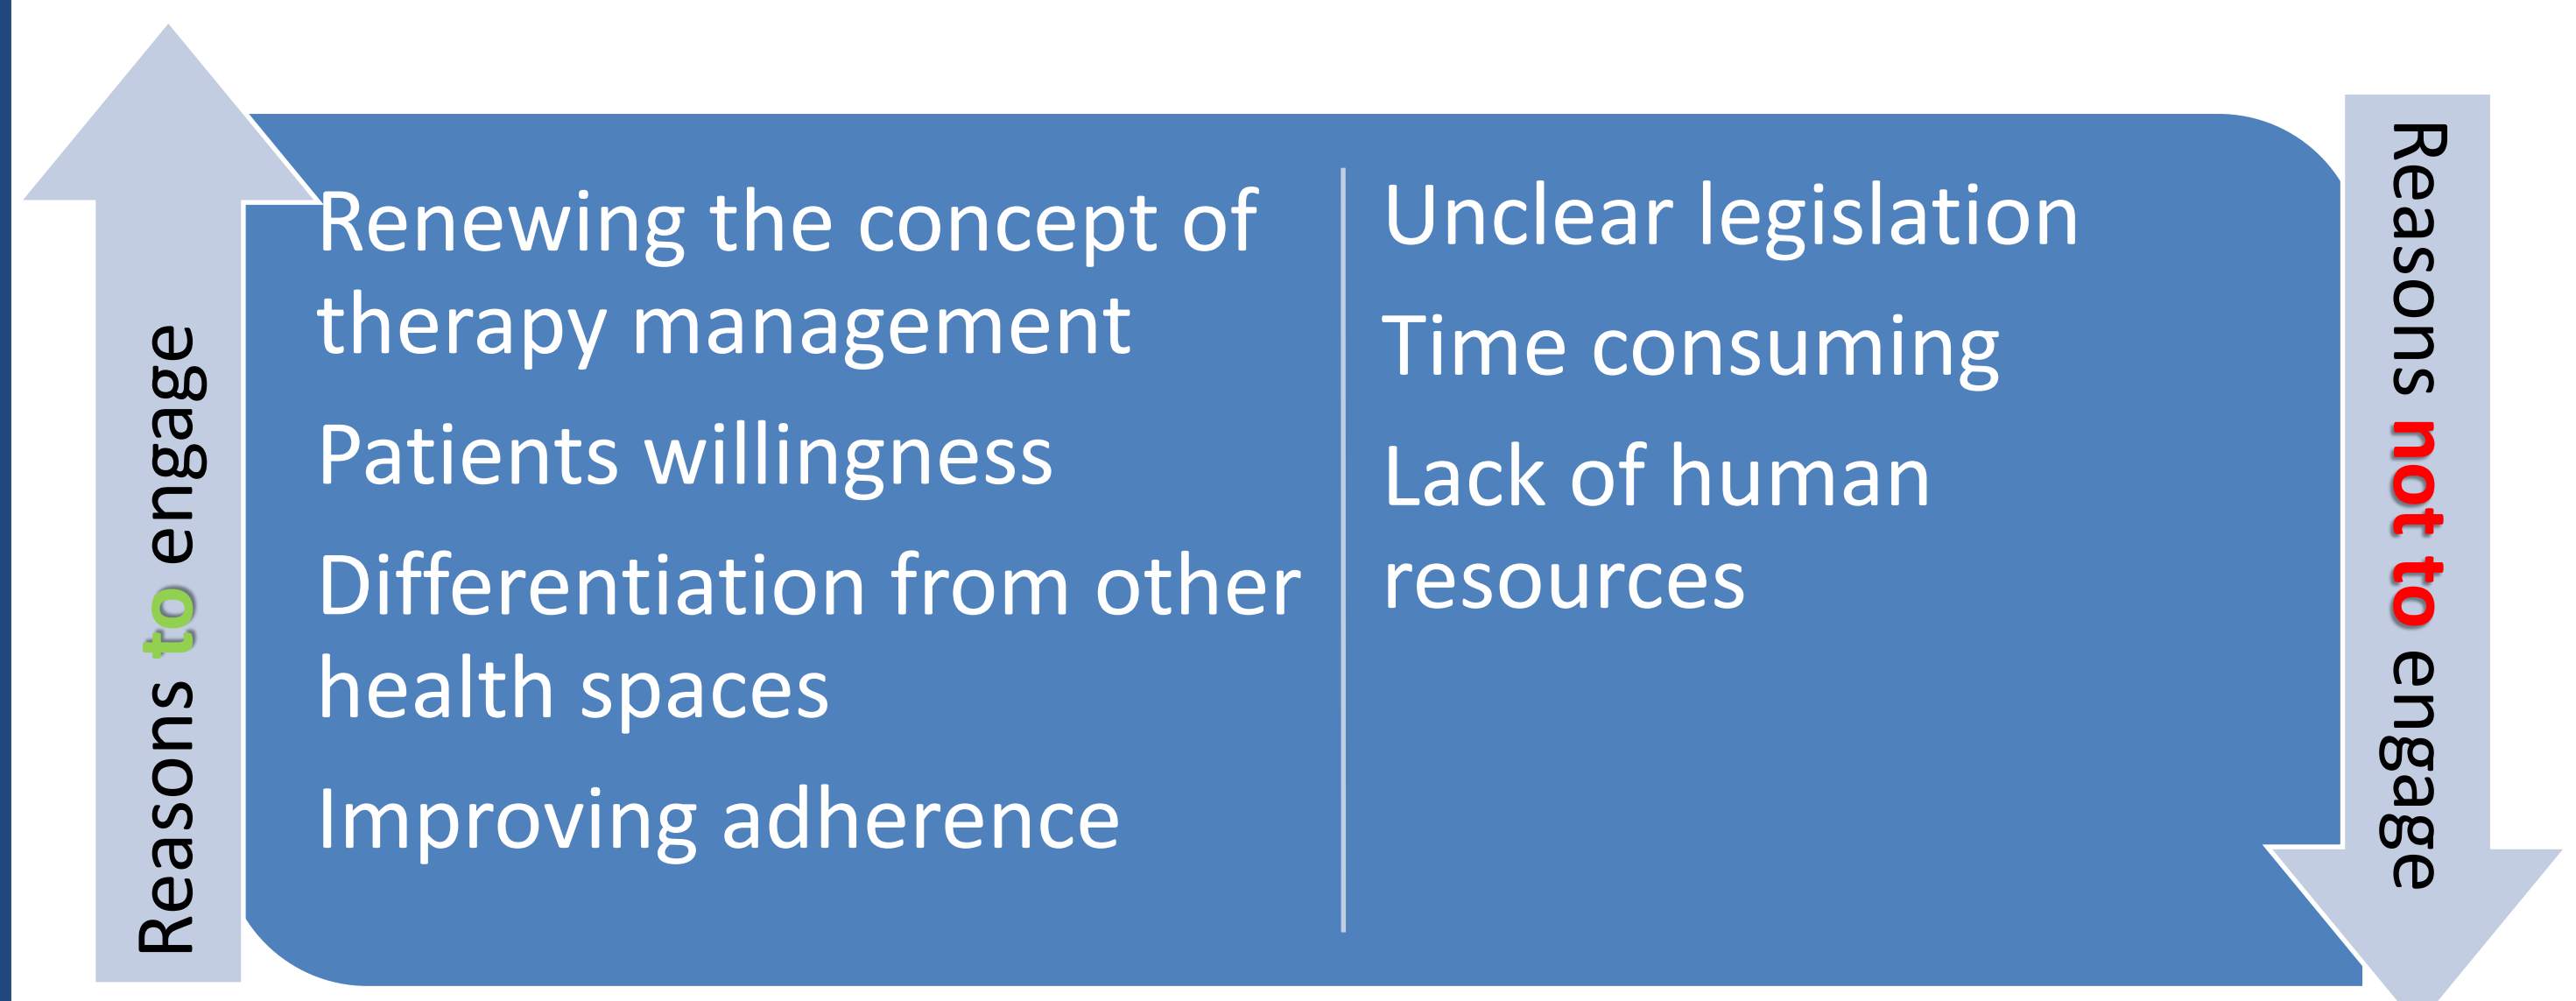 Reasons to engage
Renewing the concept of
therapy management
Patients willingness
Differentiation from other
health spaces
Improving adherence
Unclear legislation
Time consuming
Lack of human
resources
Reasons not to engage